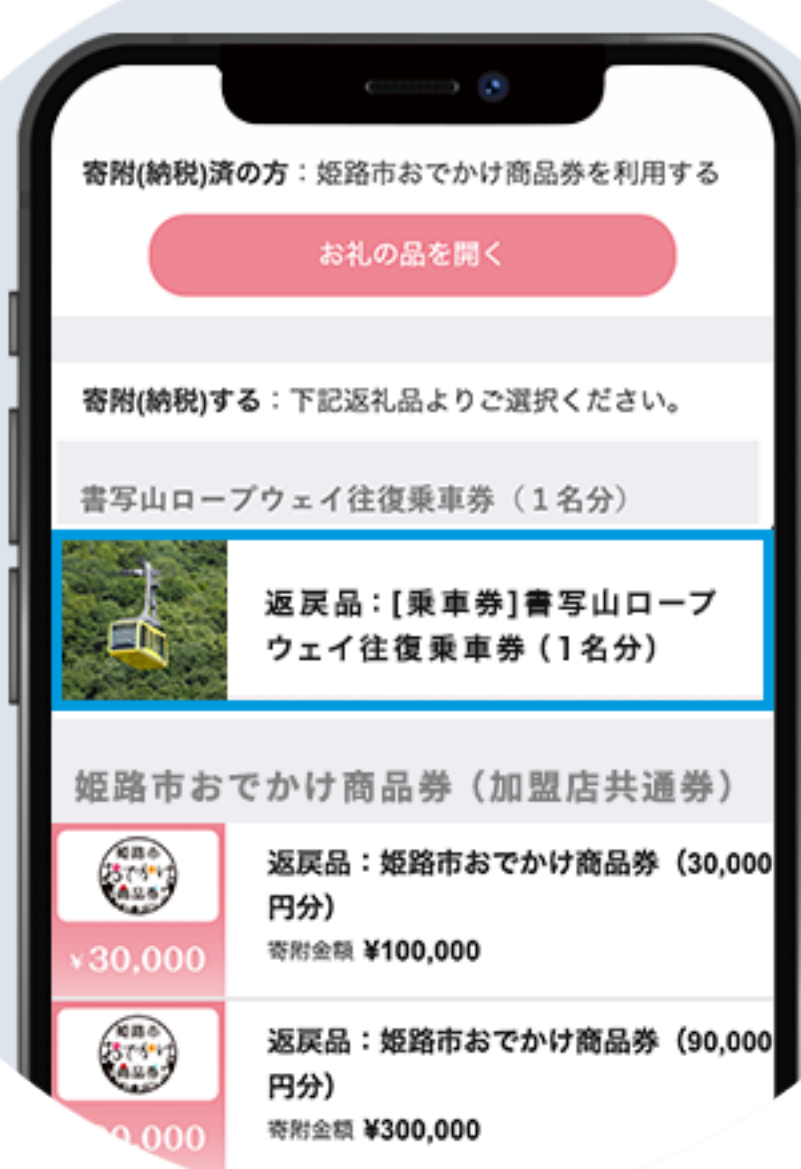 寄附(納税)済の方：姫路市おでかけ商品券を利用する
お礼の品を開く
寄附(納税)する：下記返礼品よりご選択ください。
書写山ロープウェイ往復乗車券（1名分）
返戻品：[乗車券]書写山ロープ
ウェイ往復乗車券（1名分）
姫路市おでかけ商品券（加盟店共通券）
姫路市
おでかけ
商品券
¥30,000
返戻品：姫路市おでかけ商品券（30,000
円分）
寄附金額 ¥100,000
姫路市
おでかけ
商品券
0,000
返戻品：姫路市おでかけ商品券（90,000
円分）
寄附金額 ¥300,000